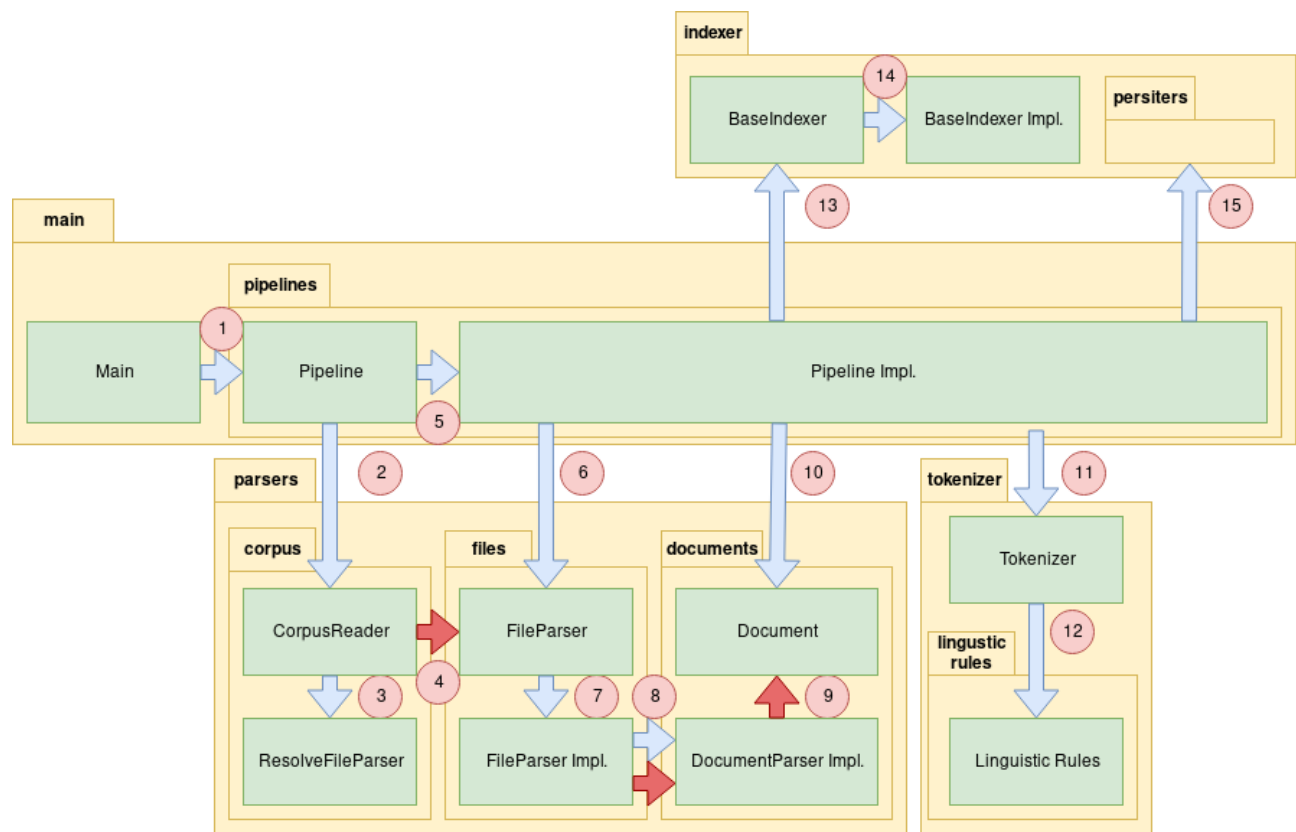 indexer
14
BaseIndexer
BaseIndexer Impl.
persiters
13
15
main
pipelines
1
Main
Pipeline
Pipeline Impl.
5
parsers
2
6
10
tokenizer
11
corpus
files
documents
Tokenizer
CorpusReader
FileParser
Document
12
lingustic
rules
4
3
7
8
9
ResolveFileParser
FileParser Impl.
DocumentParser Impl.
Linguistic Rules